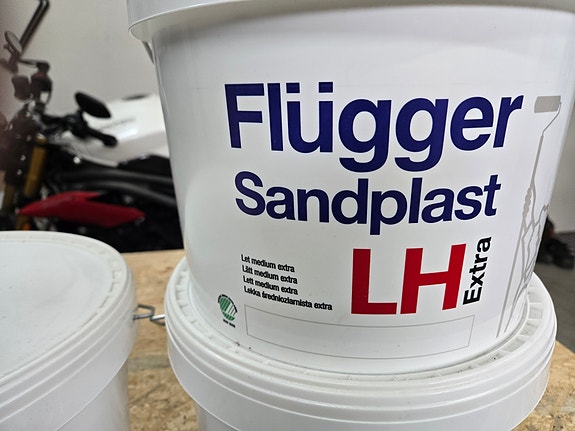 Flügger
Sandplast
LH
Extra
Let medium extra
Lätt medium extra
Lett medium extra
Lekka średnioziarnista extra